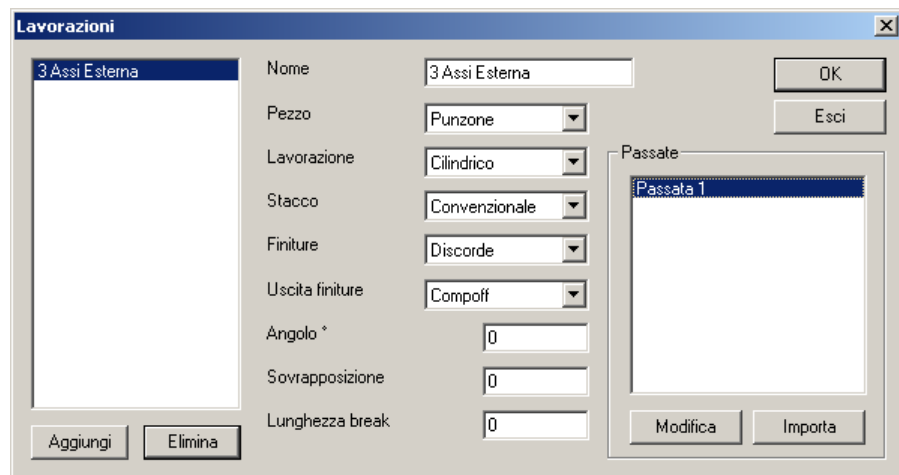 Lavorazioni
3 Assi Esterna
Aggiungi
Elimina
Nome
3 Assi Esterna
Pezzo
Punzone
Lavorazione
Cilindrico
Stacco
Convenzionale
Finiture
Discorde
Uscita finiture
Compoff
Angolo °
0
Sovrapposizione
0
Lunghezza break
0
OK
Esci
Passate
Passata 1
Modifica
Importa